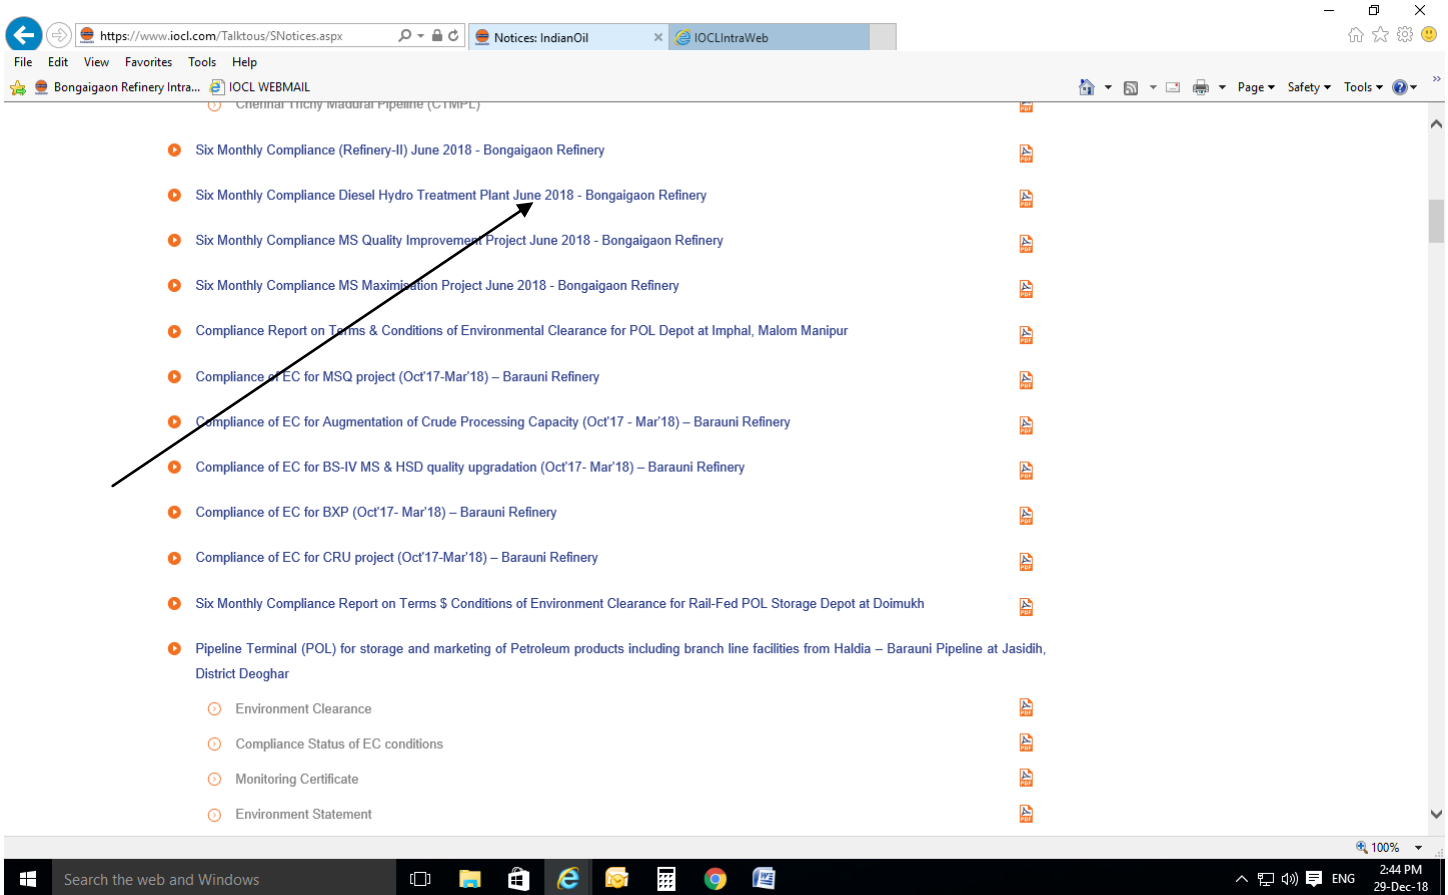 https://www.iocl.com/Talktous/SNotices.aspx
Notices: IndianOil
IOCLIntraWeb
File Edit View Favorites Tools Help
Bongaigaon Refinery Intra... IOCL WEBMAIL
Page Safety Tools
Chennai Trichy Madurai Pipeline (CTMPL)
Six Monthly Compliance (Refinery-II) June 2018 - Bongaigaon Refinery
Six Monthly Compliance Diesel Hydro Treatment Plant June 2018 - Bongaigaon Refinery
Six Monthly Compliance MS Quality Improvement Project June 2018 - Bongaigaon Refinery
Six Monthly Compliance MS Maximisation Project June 2018 - Bongaigaon Refinery
Compliance Report on Terms & Conditions of Environmental Clearance for POL Depot at Imphal, Malom Manipur
Compliance of EC for MSQ project (Oct'17-Mar'18) – Barauni Refinery
Compliance of EC for Augmentation of Crude Processing Capacity (Oct'17 - Mar'18) – Barauni Refinery
Compliance of EC for BS-IV MS & HSD quality upgradation (Oct'17- Mar'18) – Barauni Refinery
Compliance of EC for BXP (Oct'17- Mar'18) – Barauni Refinery
Compliance of EC for CRU project (Oct'17-Mar'18) – Barauni Refinery
Six Monthly Compliance Report on Terms $ Conditions of Environment Clearance for Rail-Fed POL Storage Depot at Doimukh
Pipeline Terminal (POL) for storage and marketing of Petroleum products including branch line facilities from Haldia – Barauni Pipeline at Jasidih,
District Deoghar
Environment Clearance
Compliance Status of EC conditions
Monitoring Certificate
Environment Statement
100%
Search the web and Windows
ENG
2:44 PM
29-Dec-18